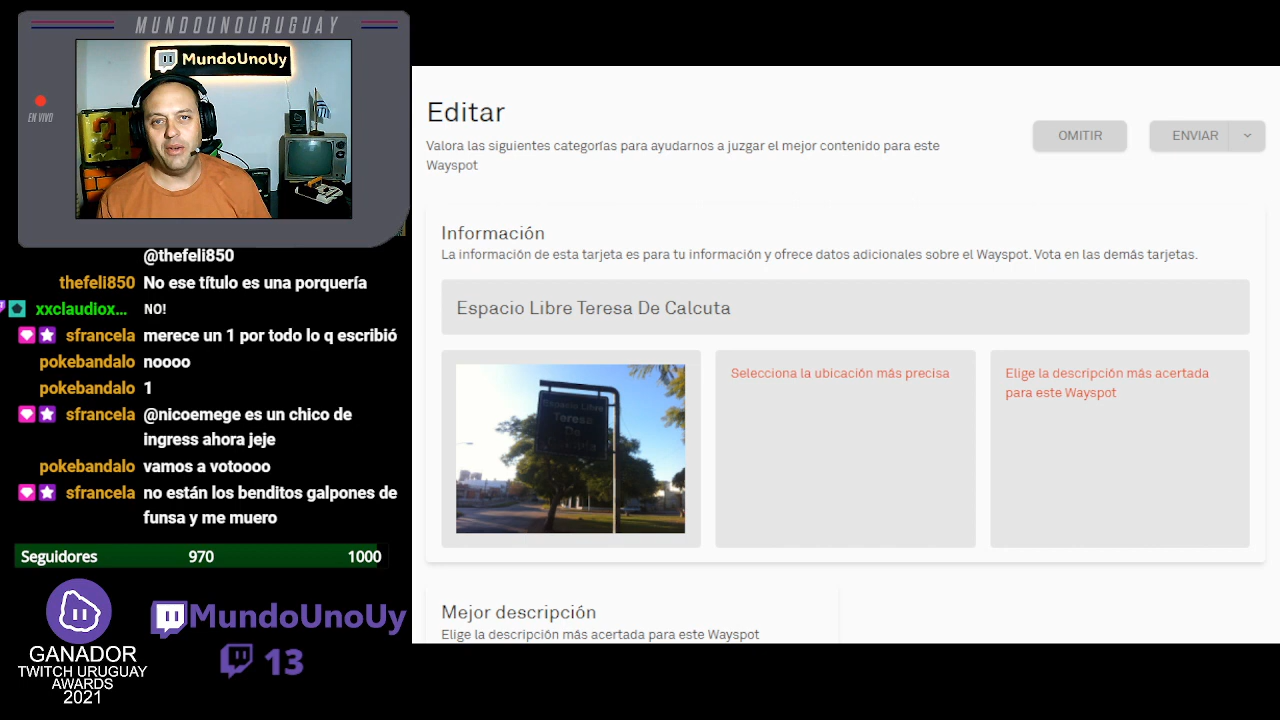 MUNDOUNOURUGUAY
MundoUnoUy
EN VIVO
@thefeli850
thefeli850 No ese título es una porquería
xxclaudiox... NO!
sfrancela merece un 1 por todo lo q escribió
pokebandalo noooo
pokebandalo 1
sfrancela @nicoemege es un chico de
ingress ahora jeje
pokebandalo vamos a votoooo
sfrancela no están los benditos galpones de
funsa y me muero
Seguidores 970 1000
MundoUnoUy
13
GANADOR
TWITCH URUGUAY
AWARDS
2021
Editar
Valora las siguientes categorías para ayudarnos a juzgar el mejor contenido para este
Wayspot
OMITIR
ENVIAR
Información
La información de esta tarjeta es para tu información y ofrece datos adicionales sobre el Wayspot. Vota en las demás tarjetas.
Espacio Libre Teresa De Calcuta
Espacio Libre
Teresa
De
Calcuta
Selecciona la ubicación más precisa
Elige la descripción más acertada
para este Wayspot
Mejor descripción
Elige la descripción más acertada para este Wayspot